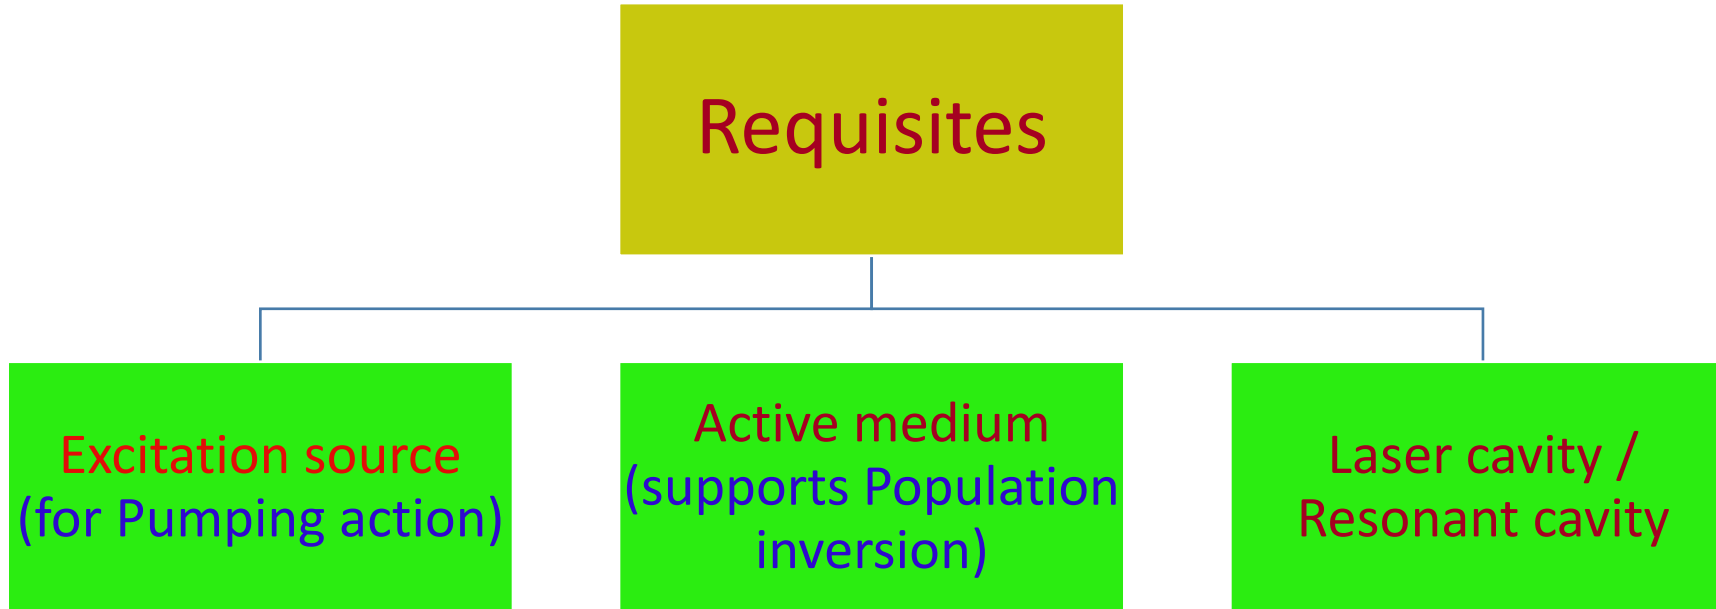 Requisites
Excitation source
(for Pumping action)
Active medium
(supports Population
inversion)
Laser cavity /
Resonant cavity